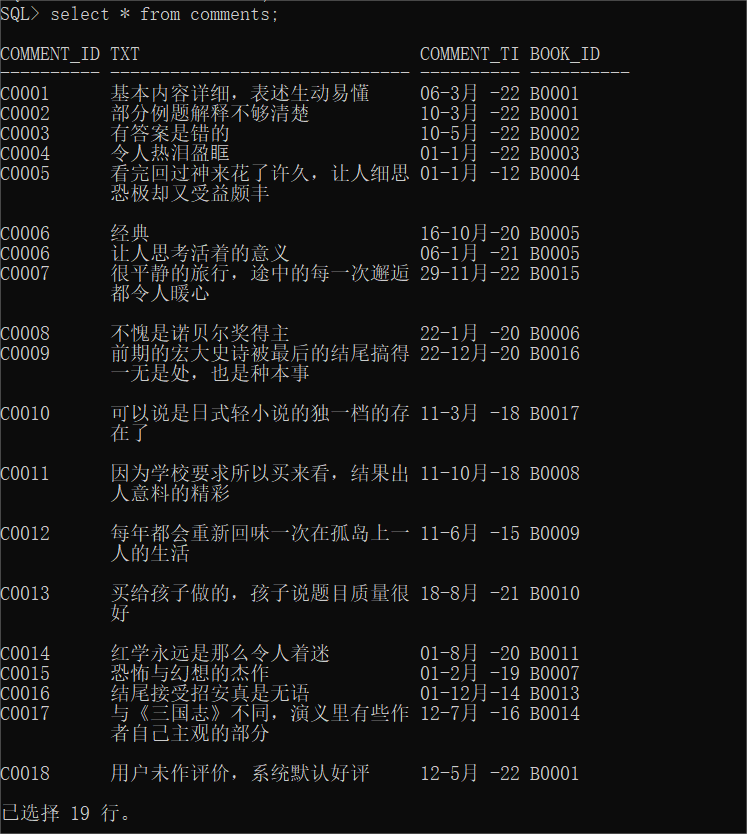 SQL> select * from comments;
COMMENT_ID TXT                            COMMENT_TI BOOK_ID
---------- ------------------------------ ---------- ----------
C0001      基本内容详细，表述生动易懂     06-3月 -22 B0001
C0002      部分例题解释不够清楚           10-3月 -22 B0001
C0003      有答案是错的                   10-5月 -22 B0002
C0004      令人热泪盈眶                   01-1月 -22 B0003
C0005      看完回过神来花了许久，让人细思 01-1月 -12 B0004
           恐极却又受益颇丰
C0006      经典                           16-10月-20 B0005
C0006      让人思考活着的意义             06-1月 -21 B0005
C0007      很平静的旅行，途中的每一次邂逅 29-11月-22 B0015
           都令人暖心
C0008      不愧是诺贝尔奖得主             22-1月 -20 B0006
C0009      前期的宏大史诗被最后的结尾搞得 22-12月-20 B0016
           一无是处，也是种本事
C0010      可以说是日式轻小说的独一档的存 11-3月 -18 B0017
           在了
C0011      因为学校要求所以买来看，结果出 11-10月-18 B0008
           人意料的精彩
C0012      每年都会重新回味一次在孤岛上一 11-6月 -15 B0009
           人的生活
C0013      买给孩子做的，孩子说题目质量很 18-8月 -21 B0010
           好
C0014      红学永远是那么令人着迷         01-8月 -20 B0011
C0015      恐怖与幻想的杰作               01-2月 -19 B0007
C0016      结尾接受招安真是无语           01-12月-14 B0013
C0017      与《三国志》不同，演义里有些作 12-7月 -16 B0014
           者自己主观的部分
C0018      用户未作评价，系统默认好评     12-5月 -22 B0001
已选择 19 行。